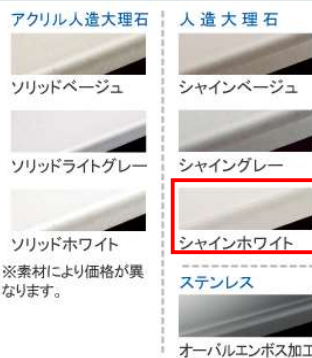 アクリル人造大理石
ソリッドベージュ
ソリッドライトグレー
ソリッドホワイト
※素材により価格が異
なります。
人造大理石
シャインベージュ
シャイングレー
シャインホワイト
ステンレス
オーバルエンボス加工